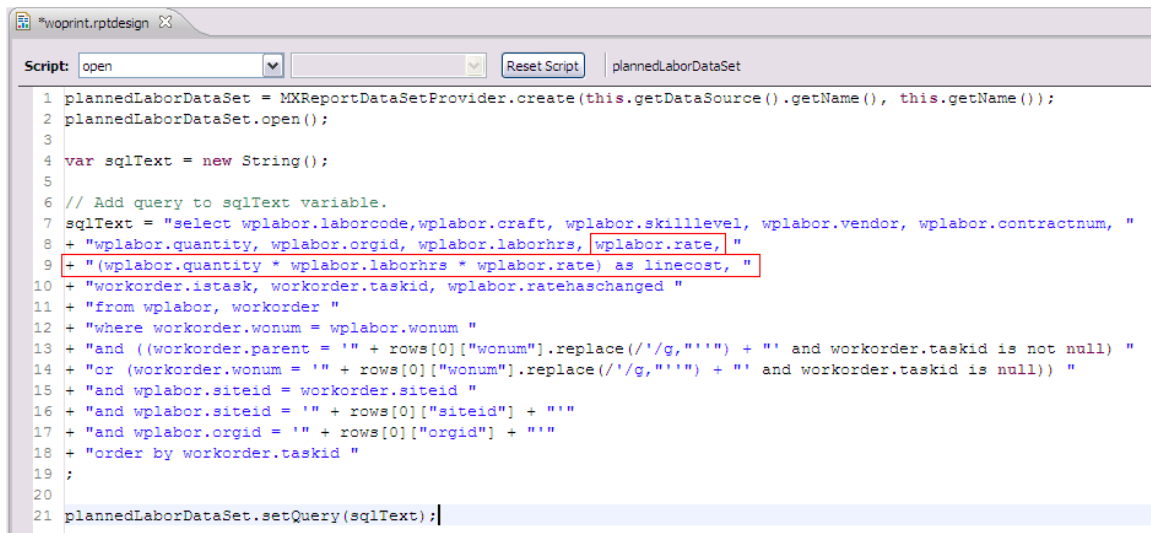 *woprint.rptdesign
Script: open Reset Script plannedLaborDataSet
1 plannedLaborDataSet = MXReportDataSetProvider.create(this.getDataSource().getName(), this.getName());
2 plannedLaborDataSet.open();
3
4 var sqlText = new String();
5
6 // Add query to sqlText variable.
7 sqlText = "select wplabor.laborcode,wplabor.craft, wplabor.skilllevel, wplabor.vendor, wplabor.contractnum, "
8 + "wplabor.quantity, wplabor.orgid, wplabor.laborhrs, wplabor.rate, "
9 + "(wplabor.quantity * wplabor.laborhrs * wplabor.rate) as linecost, "
10 + "workorder.istask, workorder.taskid, wplabor.ratehaschanged "
11 + "from wplabor, workorder "
12 + "where workorder.wonum = wplabor.wonum "
13 + "and ((workorder.parent = '" + rows[0]["wonum"].replace(/'/g,"''") + "' and workorder.taskid is not null) "
14 + "or (workorder.wonum = '" + rows[0]["wonum"].replace(/'/g,"''") + "' and workorder.taskid is null)) "
15 + "and wplabor.siteid = workorder.siteid "
16 + "and wplabor.siteid = '" + rows[0]["siteid"] + "'"
17 + "and wplabor.orgid = '" + rows[0]["orgid"] + "'"
18 + "order by workorder.taskid "
19 ;
20
21 plannedLaborDataSet.setQuery(sqlText);